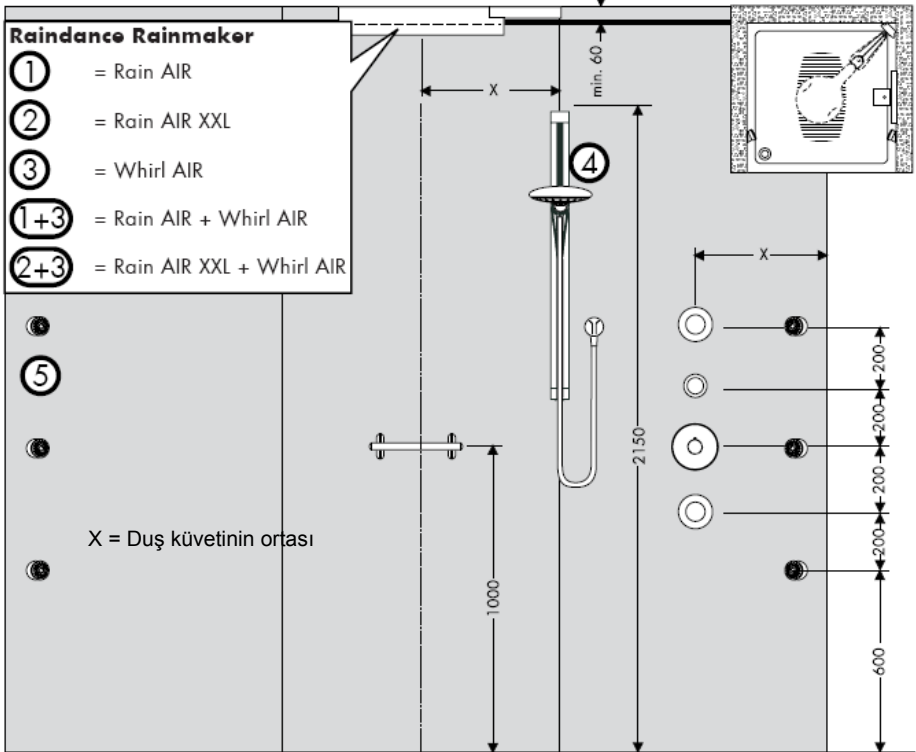 Raindance Rainmaker
1 = Rain AIR
2 = Rain AIR XXL
3 = Whirl AIR
1+3 = Rain AIR + Whirl AIR
2+3 = Rain AIR XXL + Whirl AIR
X
min. 60
4
X
5
200
200
200
200
2150
1000
600
X = Duş küvetinin ortası